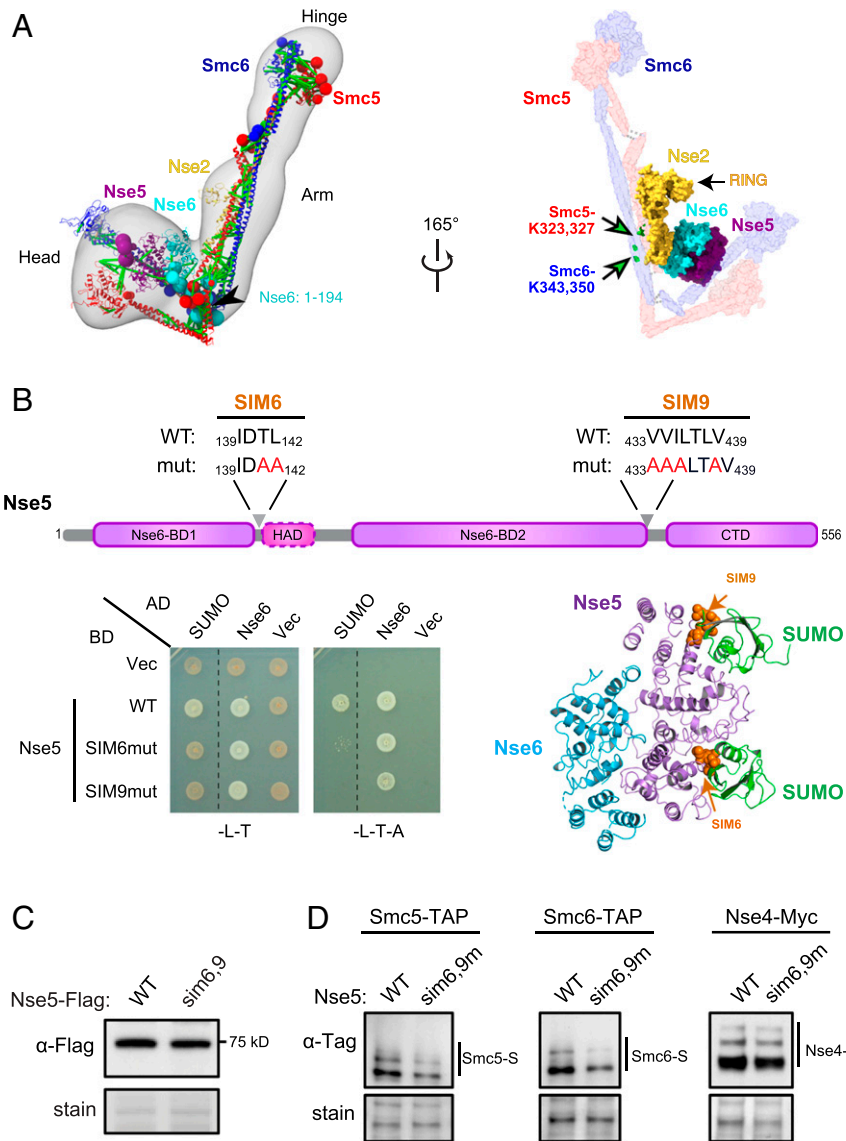 A
Hinge
Smc6
Smc5
Nse2
Nse5
Nse6
Arm
Head
Nse6: 1-194
165°
Smc6
Smc5
Nse2
RING
Smc5-
K323,327
Nse6
Nse5
Smc6-
K343,350
B
SIM6
SIM9
WT: 139IDTL142
433VVILTLV439
WT:
mut: 139IDAA142
mut: 433AAALTAV439
Nse5
1 Nse6-BD1 HAD Nse6-BD2 CTD 556
AD
BD
SUMO Nse6 Vec
SUMO Nse6 Vec
Vec
WT
Nse5 SIM6mut
SIM9mut
-L-T
-L-T-A
SIM9
Nse5
SUMO
Nse6
SUMO
SIM6
C
Nse5-Flag: WT sim6,9
α-Flag
75 kD
stain
D
Smc5-TAP Smc6-TAP Nse4-Myc
Nse5: WT sim6,9m WT sim6,9m WT sim6,9m
α-Tag
Smc5-S
Smc6-S
Nse4-
stain